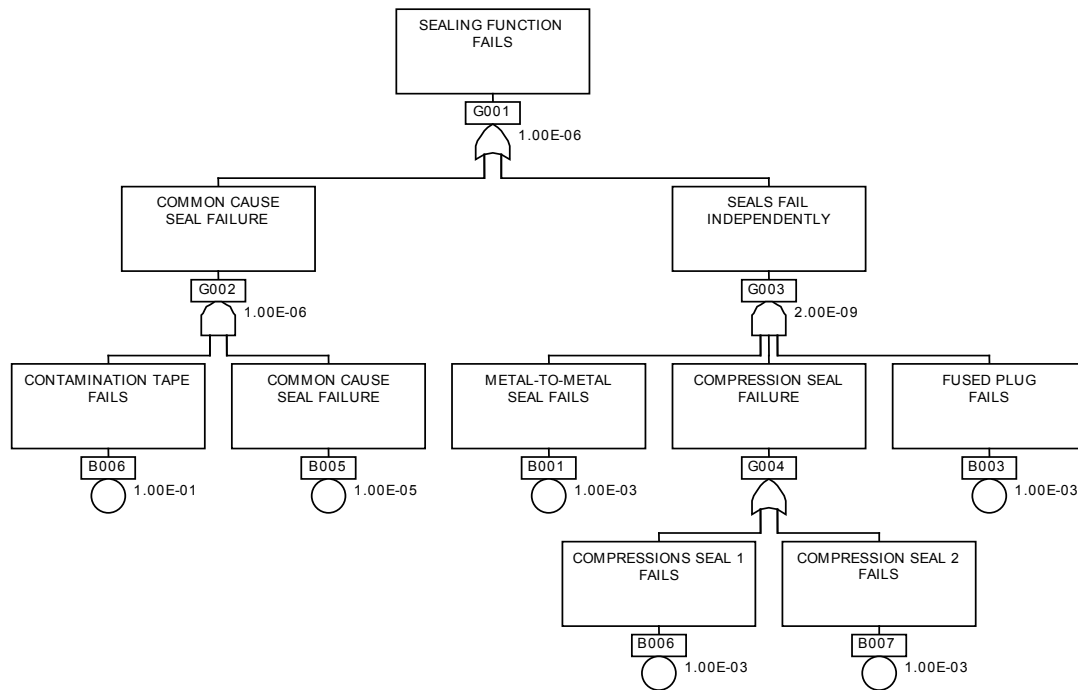 SEALING FUNCTION
FAILS
G001
1.00E-06
COMMON CAUSE
SEAL FAILURE
G002
1.00E-06
SEALS FAIL
INDEPENDENTLY
G003
2.00E-09
CONTAMINATION TAPE
FAILS
B006
1.00E-01
COMMON CAUSE
SEAL FAILURE
B005
1.00E-05
METAL-TO-METAL
SEAL FAILS
B001
1.00E-03
COMPRESSION SEAL
FAILURE
G004
FUSED PLUG
FAILS
B003
1.00E-03
COMPRESSIONS SEAL 1
FAILS
B006
1.00E-03
COMPRESSION SEAL 2
FAILS
B007
1.00E-03